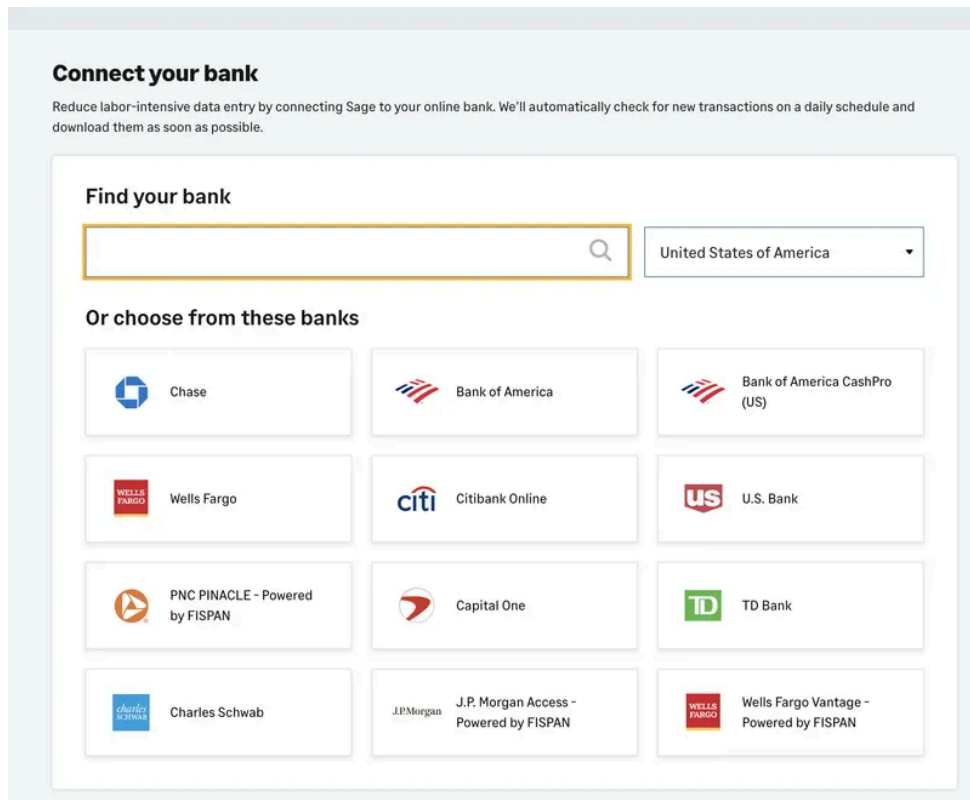 Connect your bank
Reduce labor-intensive data entry by connecting Sage to your online bank. We'll automatically check for new transactions on a daily schedule and
download them as soon as possible.
Find your bank
United States of America
Or choose from these banks
Chase
Bank of America
Bank of America CashPro
(US)
WELLS
FARGO
Wells Fargo
citi
Citibank Online
us
U.S. Bank
PNC PINACLE - Powered
by FISPAN
Capital One
TD
TD Bank
charles
SCHWAB
Charles Schwab
J.P.Morgan
J.P. Morgan Access -
Powered by FISPAN
WELLS
FARGO
Wells Fargo Vantage -
Powered by FISPAN